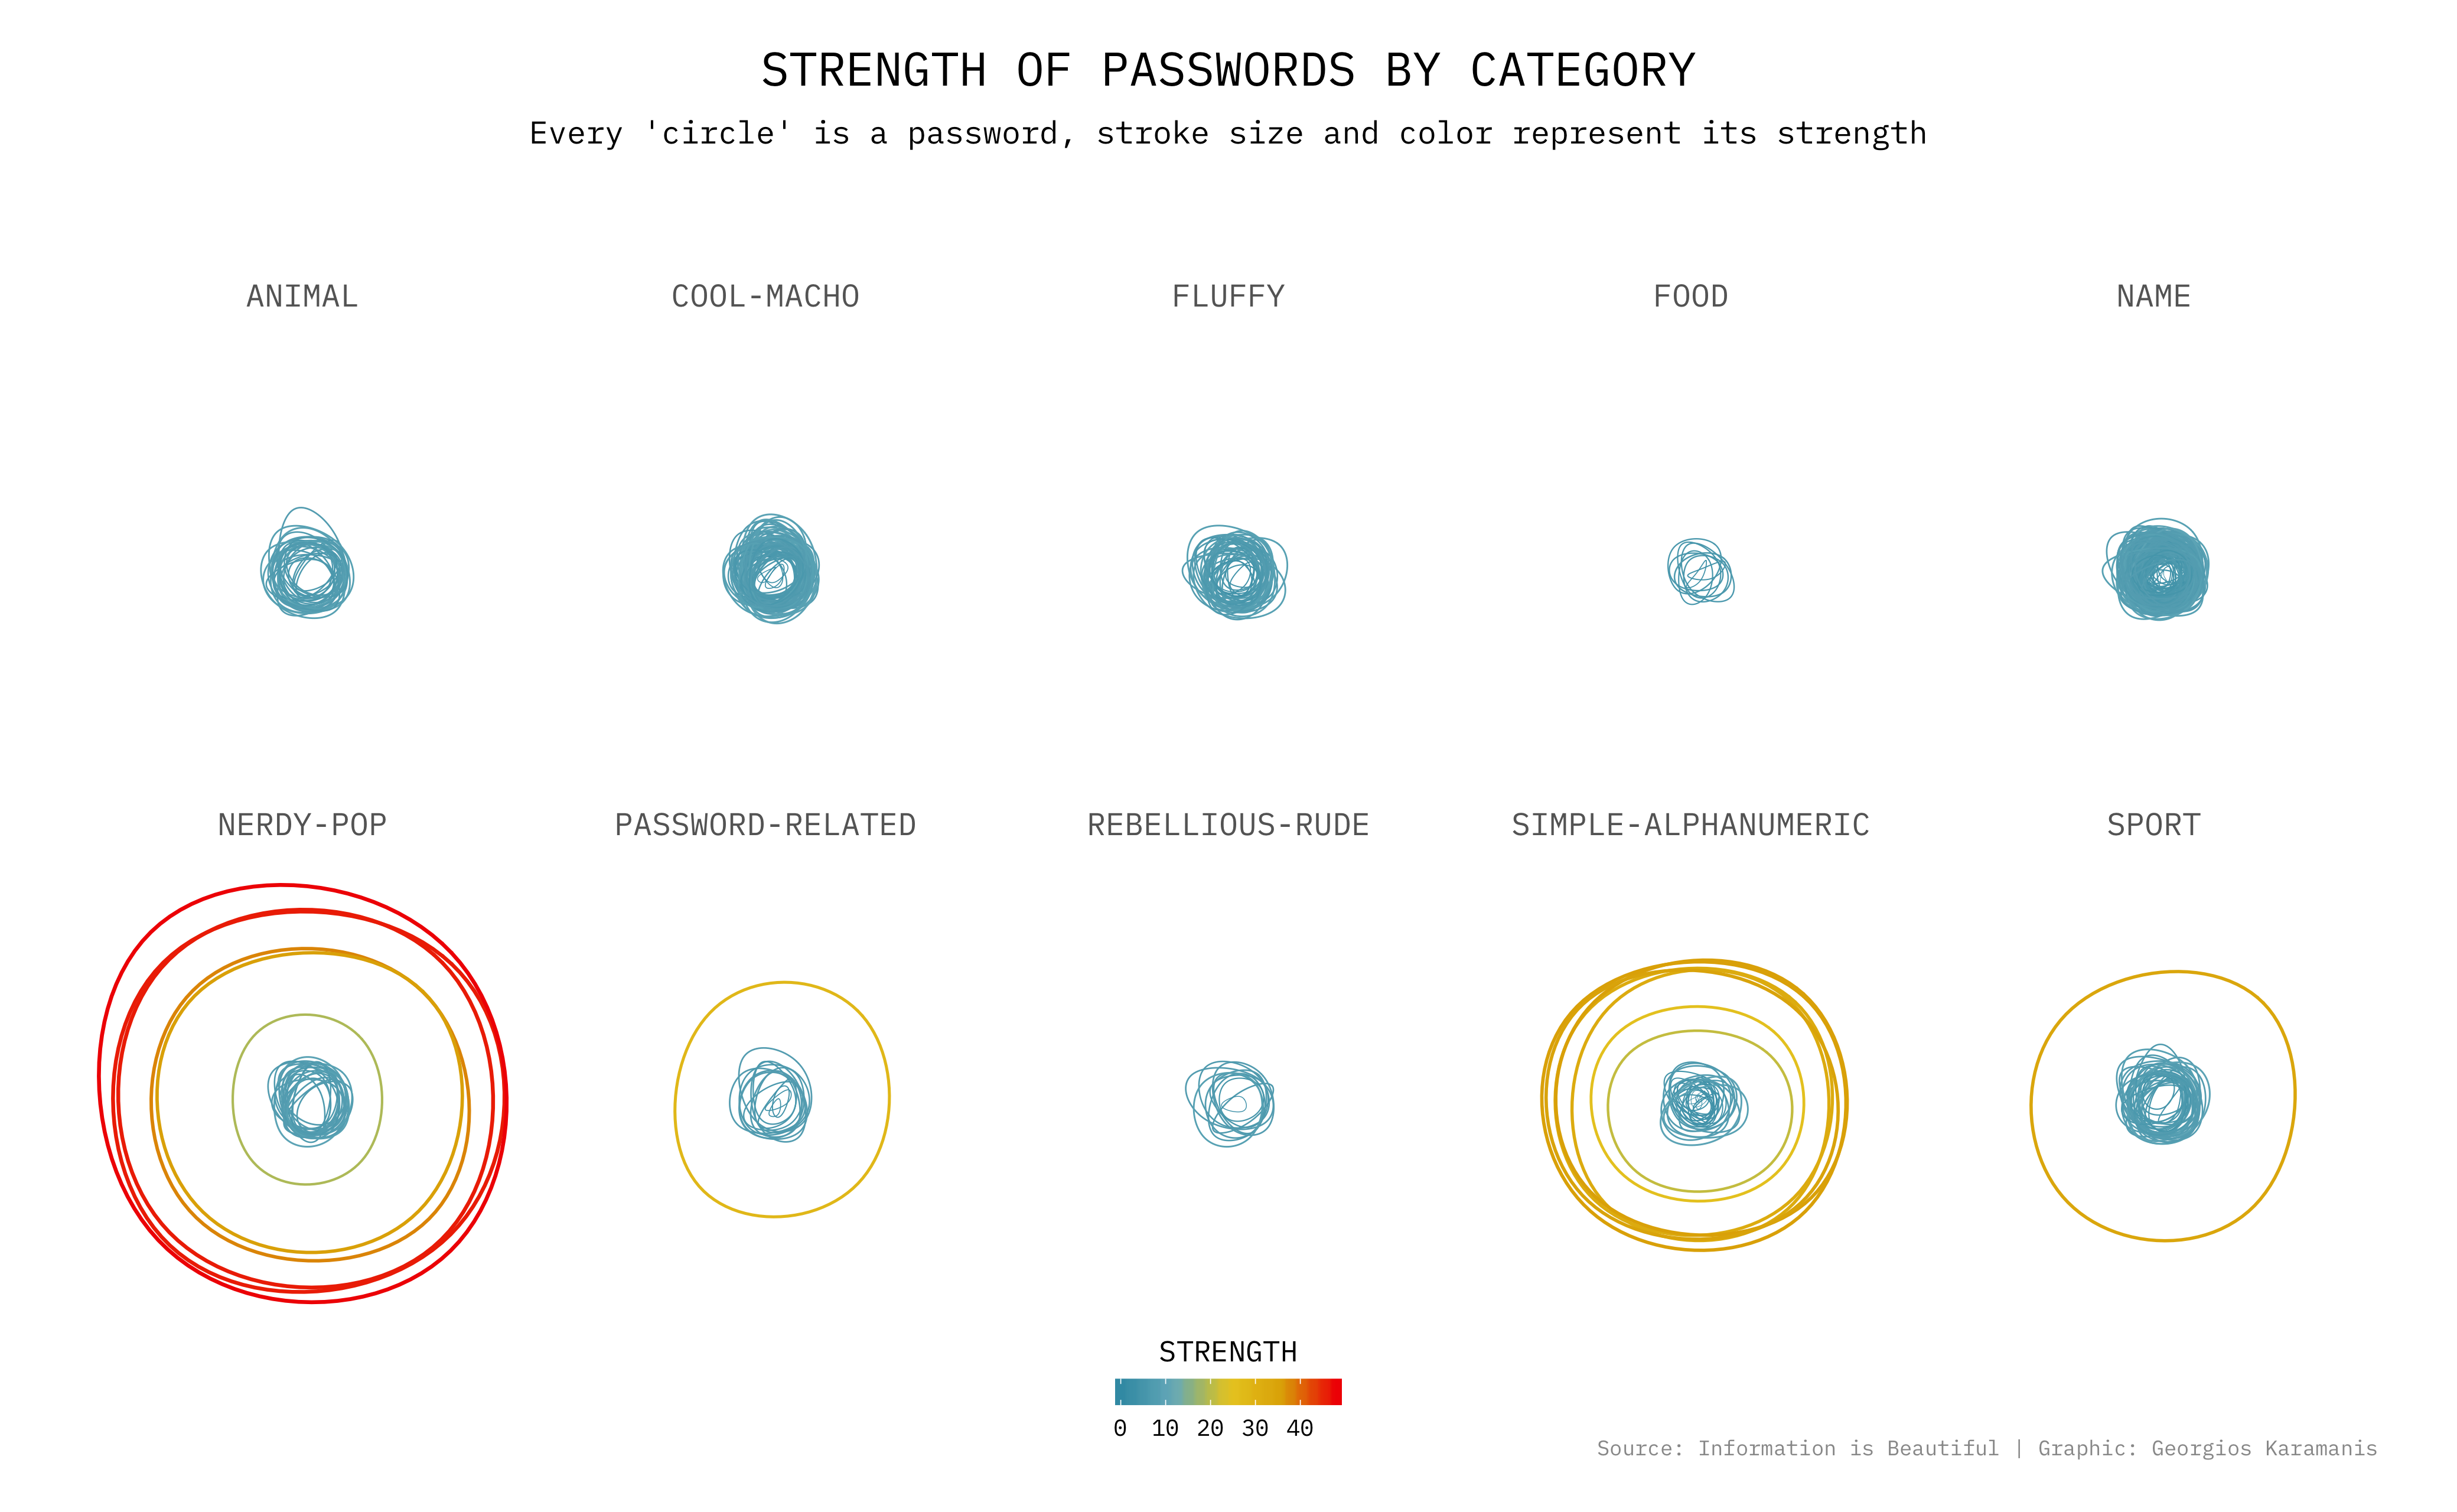 STRENGTH OF PASSWORDS BY CATEGORY
Every 'circle' is a password, stroke size and color represent its strength
ANIMAL
COOL-MACHO
FLUFFY
FOOD
NAME
NERDY-POP
PASSWORD-RELATED
REBELLIOUS-RUDE
SIMPLE-ALPHANUMERIC
SPORT
STRENGTH
0 10 20 30 40
Source: Information is Beautiful | Graphic: Georgios Karamanis